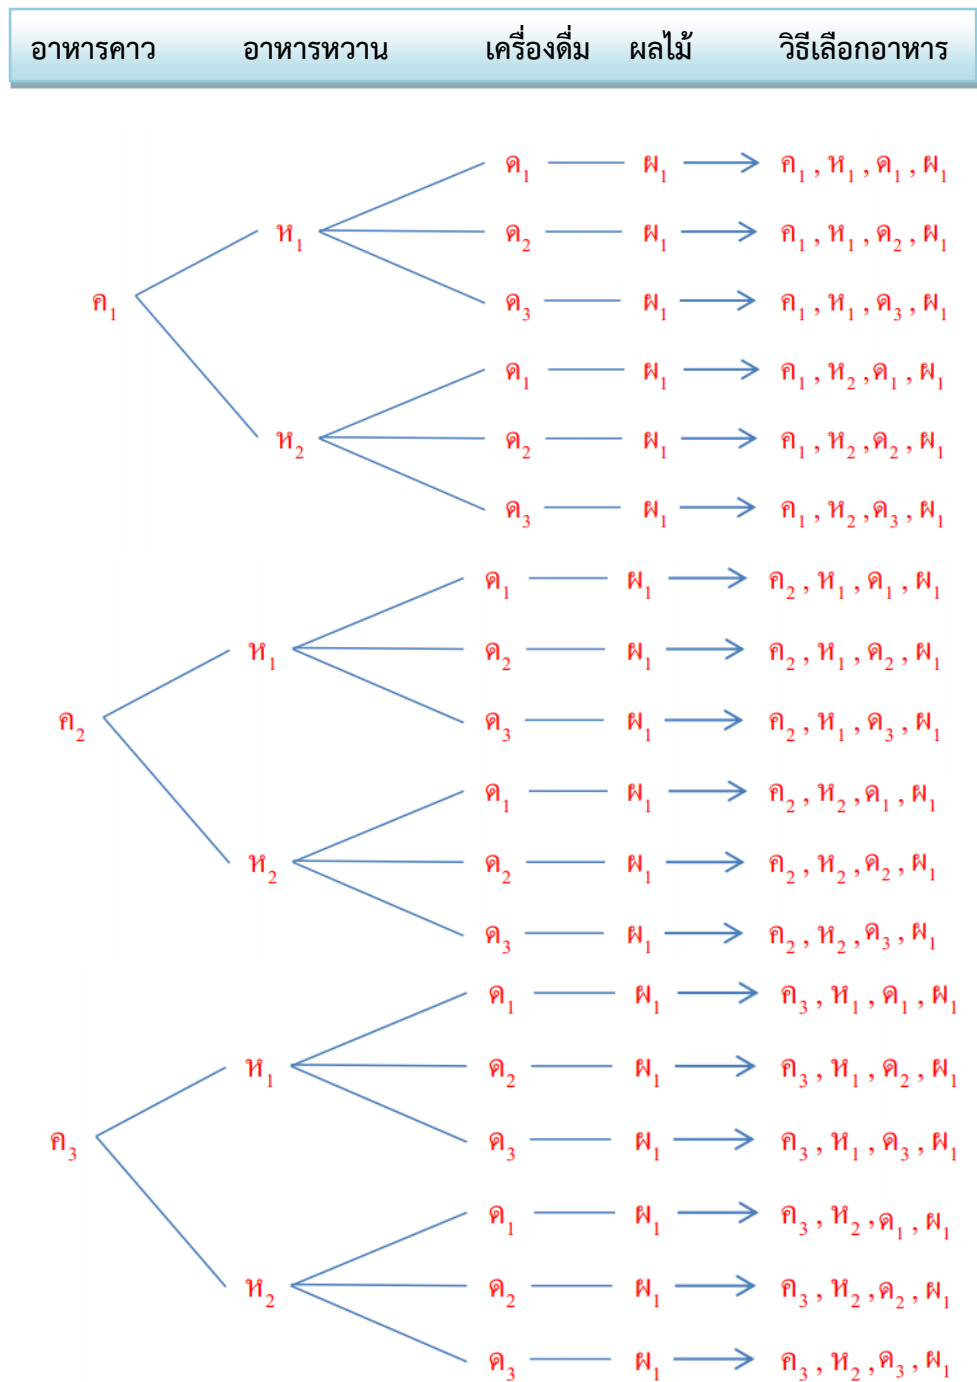 อาหารคาว อาหารหวาน เครื่องดื่ม ผลไม้ วิธีเลือกอาหาร
ด₁ ผ₁ ค₁ , ห₁ , ด₁ , ผ₁
ห₁ ด₂ ผ₁ ค₁ , ห₁ , ด₂ , ผ₁
ค₁ ด₃ ผ₁ ค₁ , ห₁ , ด₃ , ผ₁
ด₁ ผ₁ ค₁ , ห₂ , ด₁ , ผ₁
ห₂ ด₂ ผ₁ ค₁ , ห₂ , ด₂ , ผ₁
ด₃ ผ₁ ค₁ , ห₂ , ด₃ , ผ₁
ด₁ ผ₁ ค₂ , ห₁ , ด₁ , ผ₁
ห₁ ด₂ ผ₁ ค₂ , ห₁ , ด₂ , ผ₁
ค₂ ด₃ ผ₁ ค₂ , ห₁ , ด₃ , ผ₁
ด₁ ผ₁ ค₂ , ห₂ , ด₁ , ผ₁
ห₂ ด₂ ผ₁ ค₂ , ห₂ , ด₂ , ผ₁
ด₃ ผ₁ ค₂ , ห₂ , ด₃ , ผ₁
ด₁ ผ₁ ค₃ , ห₁ , ด₁ , ผ₁
ห₁ ด₂ ผ₁ ค₃ , ห₁ , ด₂ , ผ₁
ค₃ ด₃ ผ₁ ค₃ , ห₁ , ด₃ , ผ₁
ด₁ ผ₁ ค₃ , ห₂ , ด₁ , ผ₁
ห₂ ด₂ ผ₁ ค₃ , ห₂ , ด₂ , ผ₁
ด₃ ผ₁ ค₃ , ห₂ , ด₃ , ผ₁